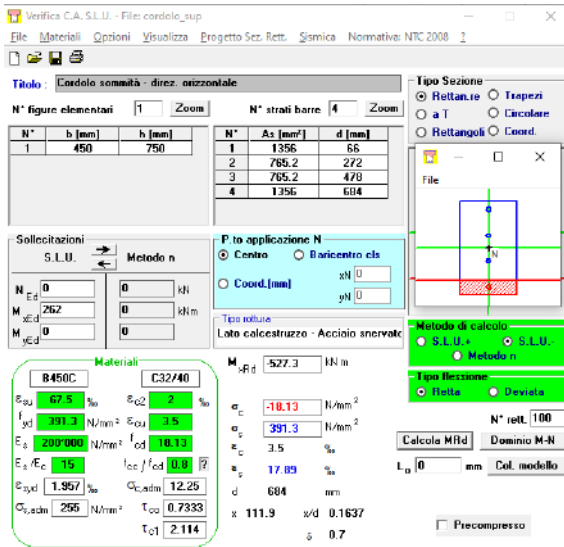 Verifica C.A. S.L.U. - File: cordolo_sup
File Materiali Opzioni Visualizza Progetto Sez. Rett. Sismica Normativa: NTC 2008 ?
Titolo : Cordolo sommità - direz. orizzontale
N° figure elementari 1 Zoom
N° strati barre 4 Zoom
N° b [mm] h [mm]
1 450 750
N° As [mm²] d [mm]
1 1356 66
2 765.2 272
3 765.2 478
4 1356 684
Tipo Sezione
Rettan.re Trapezi
a T Circolare
Rettangoli Coord.
File
N
Sollecitazioni
S.L.U. Metodo n
N Ed 0 0 kN
M xEd 262 0 kNm
M yEd 0 0
P.to applicazione N
Centro Baricentro cls
Coord.[mm] xN 0
yN 0
Tipo rottura
Lato calcestruzzo - Acciaio snervato
Metodo di calcolo
S.L.U.+ S.L.U.-
Metodo n
Tipo flessione
Retta Deviata
N° rett. 100
Calcola MRd Dominio M-N
L0 0 mm Col. modello
Precompresso
Materiali
B450C C32/40
εsu 67.5 ‰ εc2 2 ‰
fyd 391.3 N/mm² εcu 3.5
Es 200'000 N/mm² fcd 18.13
Es/Ec 15 fcc/fcd 0.8 ?
εsyd 1.957 ‰ σc,adm 12.25
σs,adm 255 N/mm² τco 0.7333
τc1 2.114
M xRd -527.3 kN m
σc -18.13 N/mm²
σs 391.3 N/mm²
εc 3.5 ‰
εs 17.89 ‰
d 684 mm
x 111.9 x/d 0.1637
δ 0.7